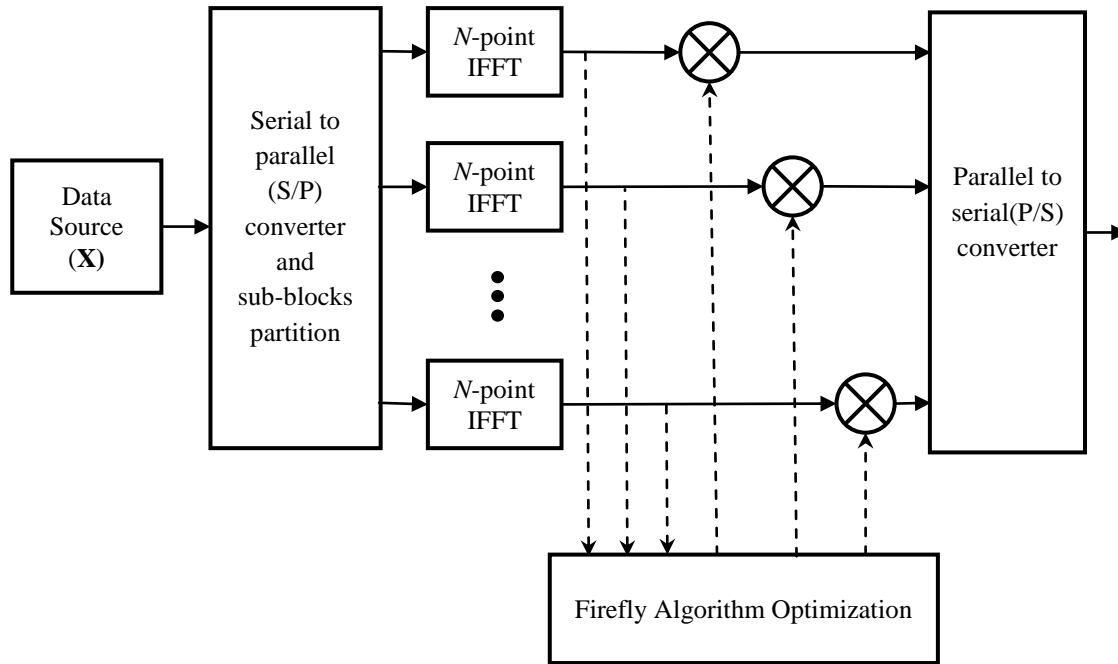 Data
Source
(X)
Serial to
parallel
(S/P)
converter
and
sub-blocks
partition
N-point
IFFT
N-point
IFFT
N-point
IFFT
Parallel to
serial(P/S)
converter
Firefly Algorithm Optimization